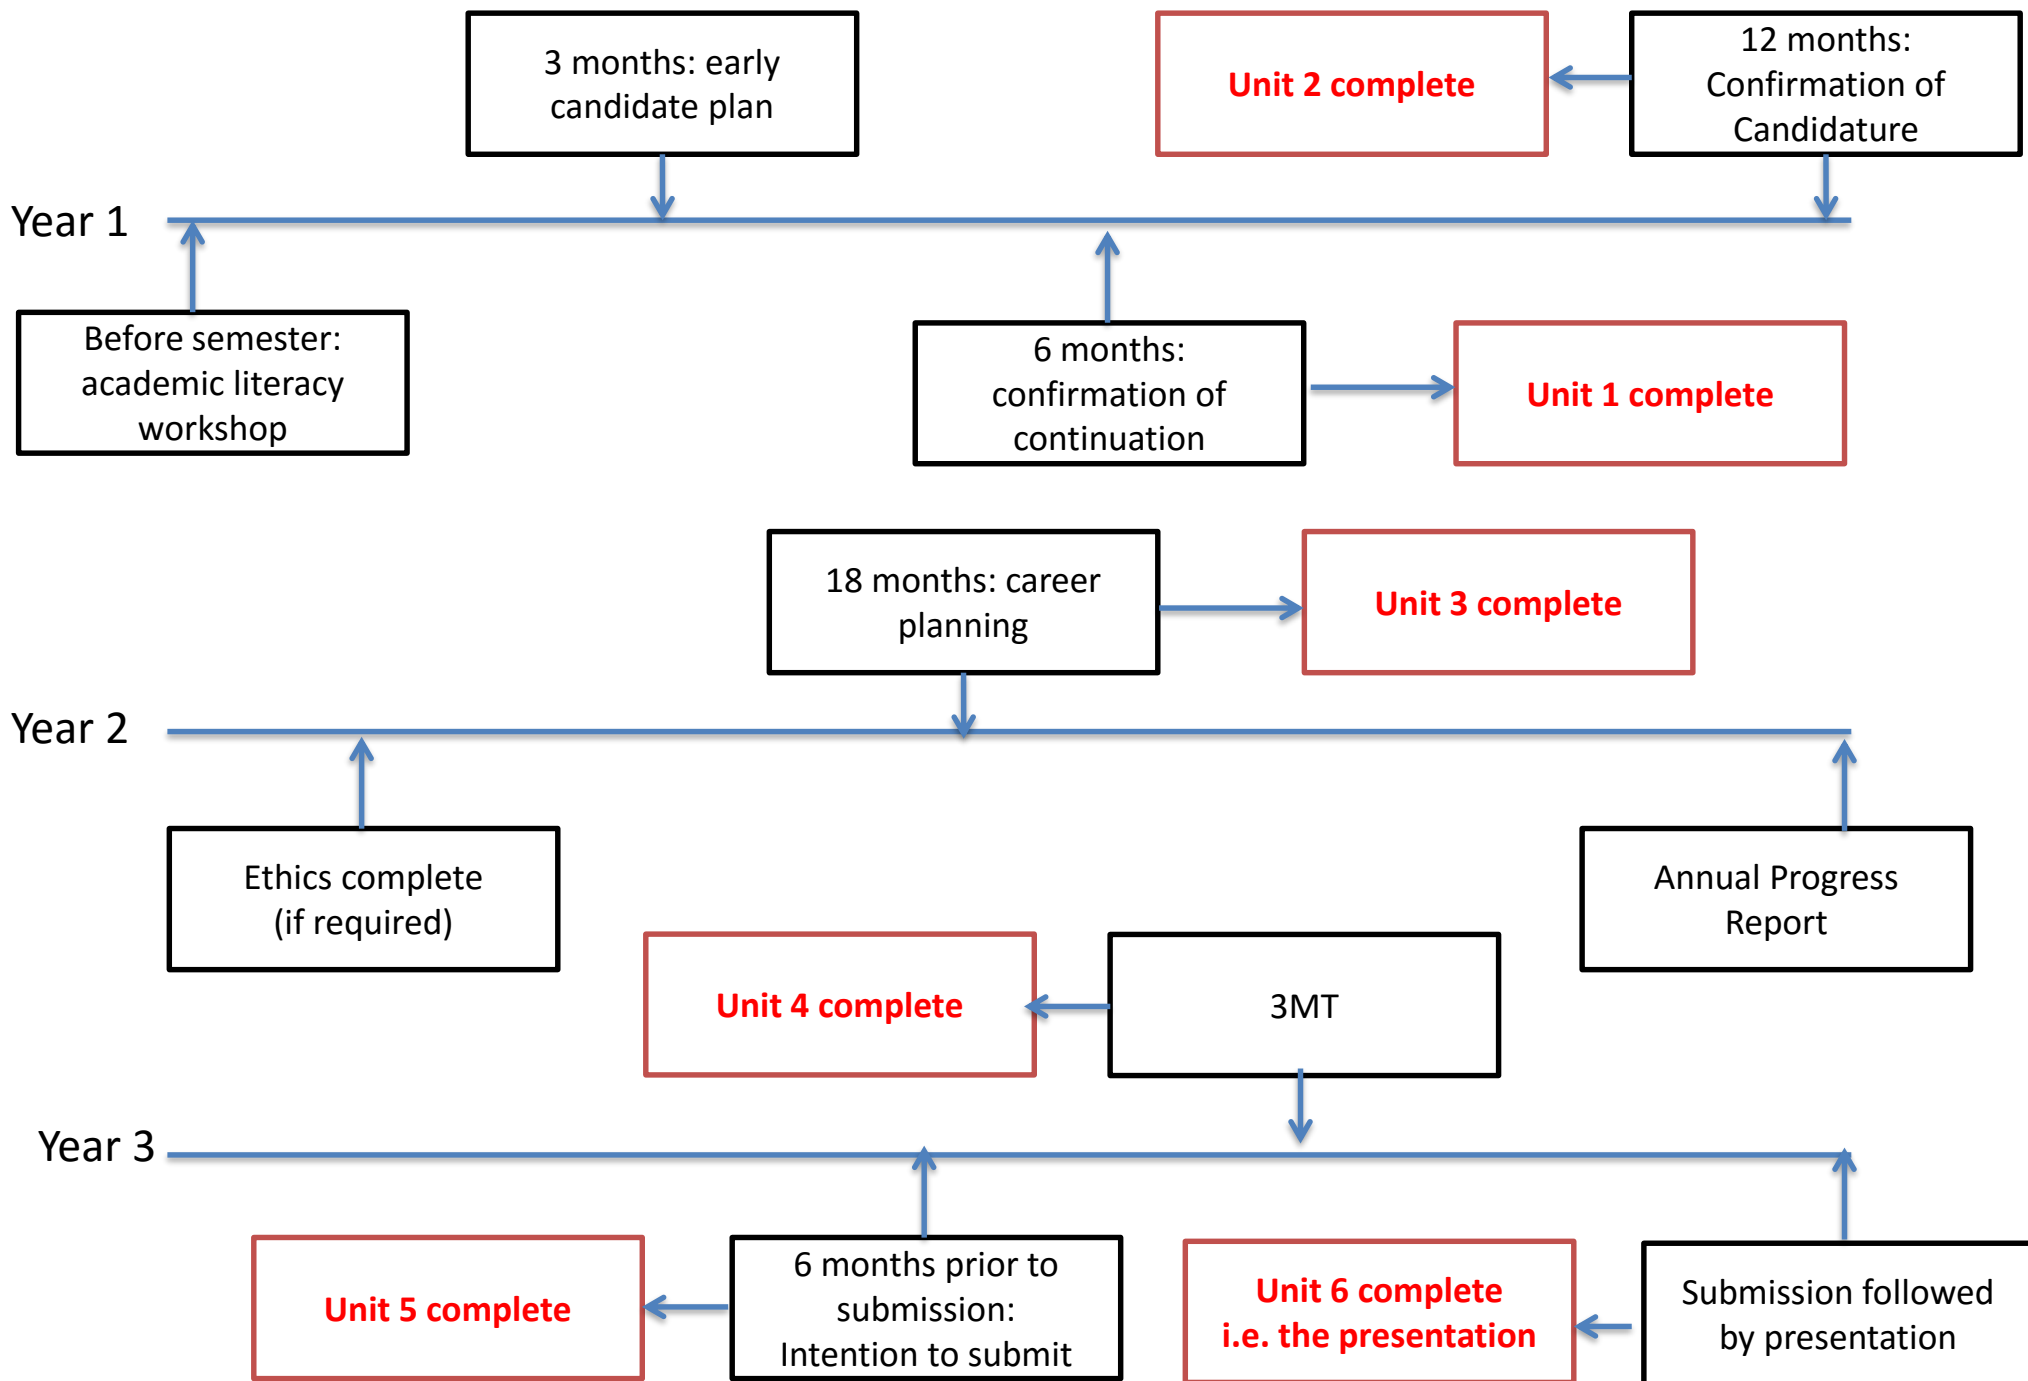 3 months: early
candidate plan
Unit 2 complete
12 months:
Confirmation of
Candidature
Year 1
Before semester:
academic literacy
workshop
6 months:
confirmation of
continuation
Unit 1 complete
18 months: career
planning
Unit 3 complete
Year 2
Ethics complete
(if required)
Annual Progress
Report
Unit 4 complete
3MT
Year 3
Unit 5 complete
6 months prior to
submission:
Intention to submit
Unit 6 complete
i.e. the presentation
Submission followed
by presentation